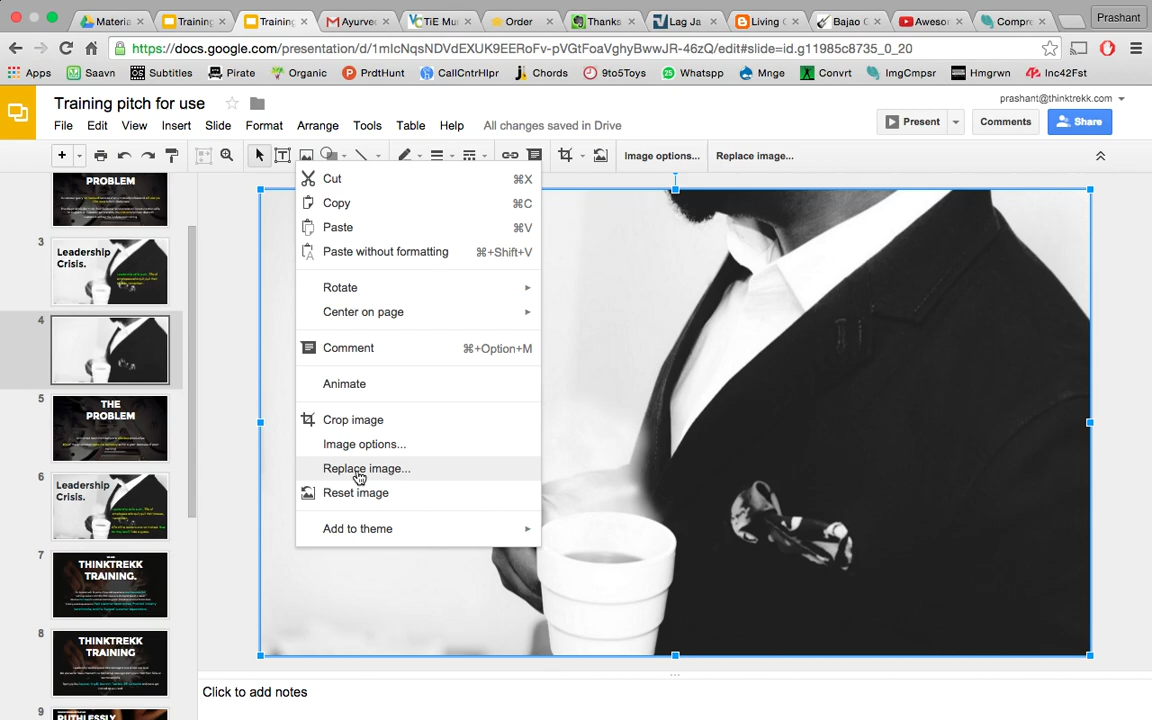 Materia
Training
Training
Gmail Ayurve
TiE Mu
Order
Thanks
Lag Ja
Living
Bajao G
Awesor
Compre
Prashant
https://docs.google.com/presentation/d/1mIcNqsNDVdEXUK9EERoFv-pVGtFoaVghyBwwJR-46zQ/edit#slide=id.g11985c8735_0_20
Apps Saavn Subtitles Pirate Organic PrdtHunt CallCntrHlpr Chords 9to5Toys Whatspp Mnge Convrt ImgCmpsr Hmgrwn Inc42Fst
Training pitch for use
prashant@thinktrekk.com
File Edit View Insert Slide Format Arrange Tools Table Help All changes saved in Drive
Present Comments Share
Image options... Replace image...
Cut ⌘X
Copy ⌘C
Paste ⌘V
Paste without formatting ⌘+Shift+V
Rotate
Center on page
Comment ⌘+Option+M
Animate
Crop image
Image options...
Replace image...
Reset image
Add to theme
PROBLEM
3
Leadership
Crisis.
4
5
THE
PROBLEM
6
Leadership
Crisis.
7
THINKTREKK
TRAINING.
8
THINKTREKK
TRAINING
9
RUTHLESSLY
Click to add notes